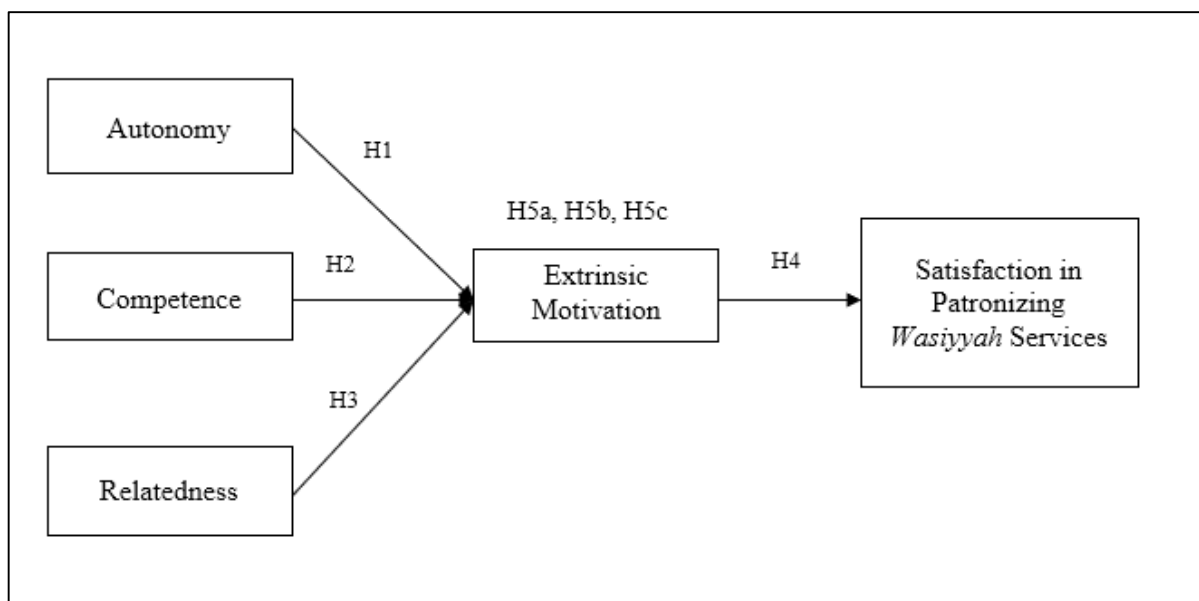 Autonomy
H1
H5a, H5b, H5c
Competence
H2
Extrinsic
Motivation
H4
Satisfaction in
Patronizing
Wasiyyah Services
H3
Relatedness